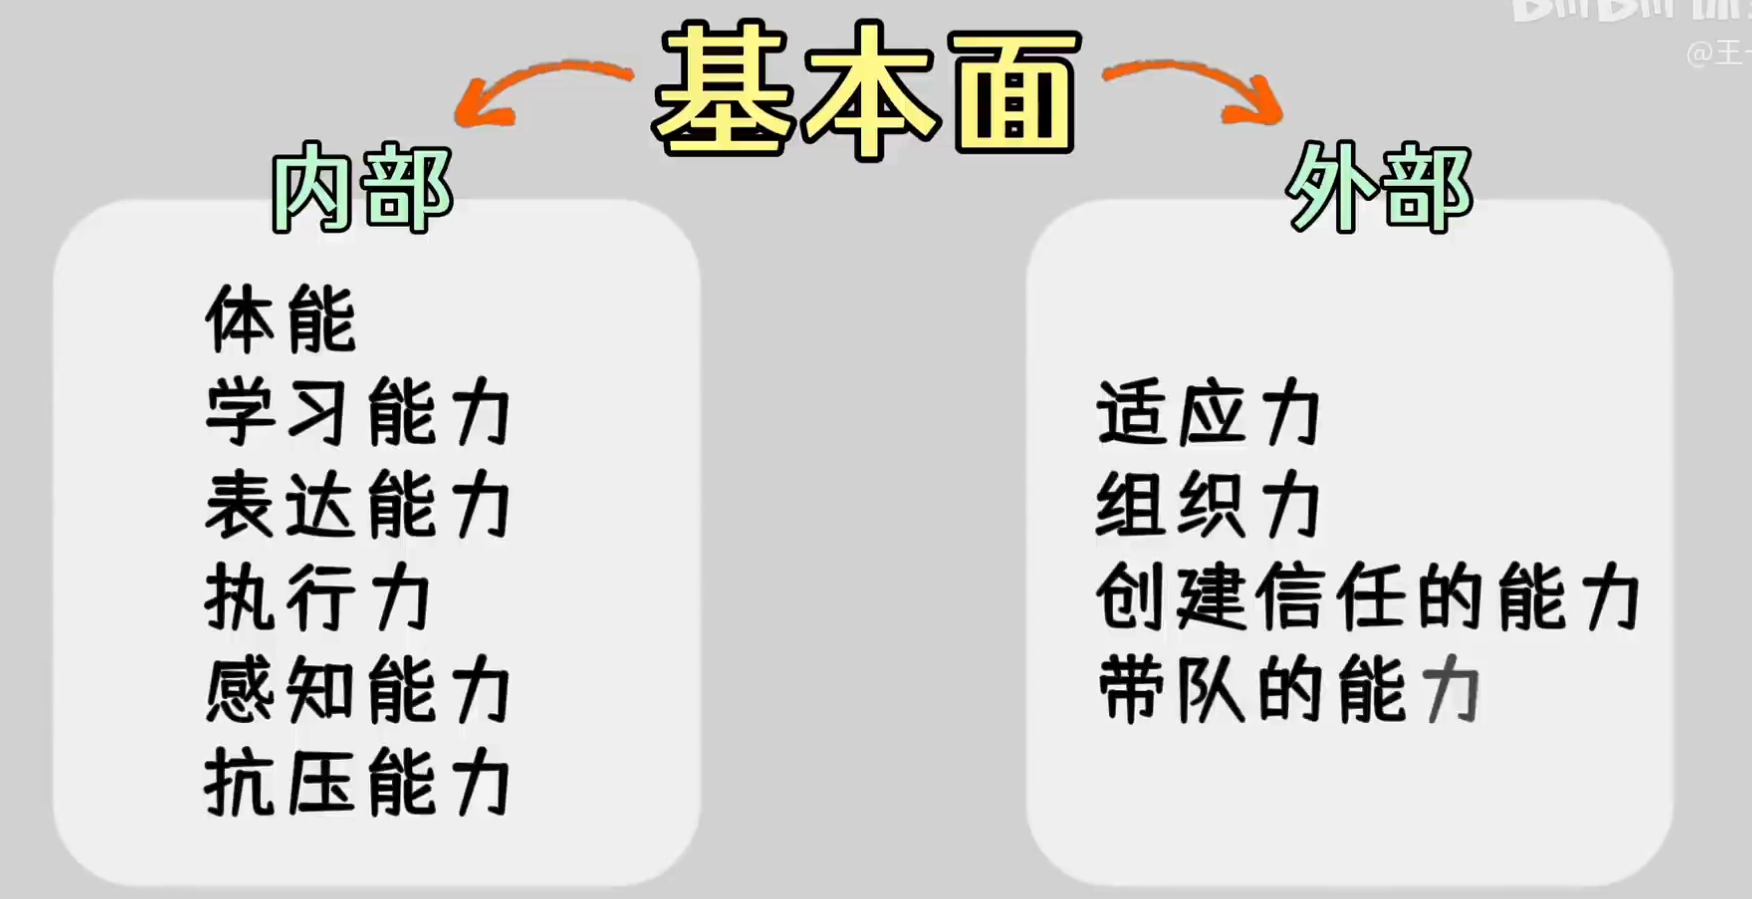 基本面
内部
外部
体能
学习能力
表达能力
执行力
感知能力
抗压能力
适应力
组织力
创建信任的能力
带队的能力
@王